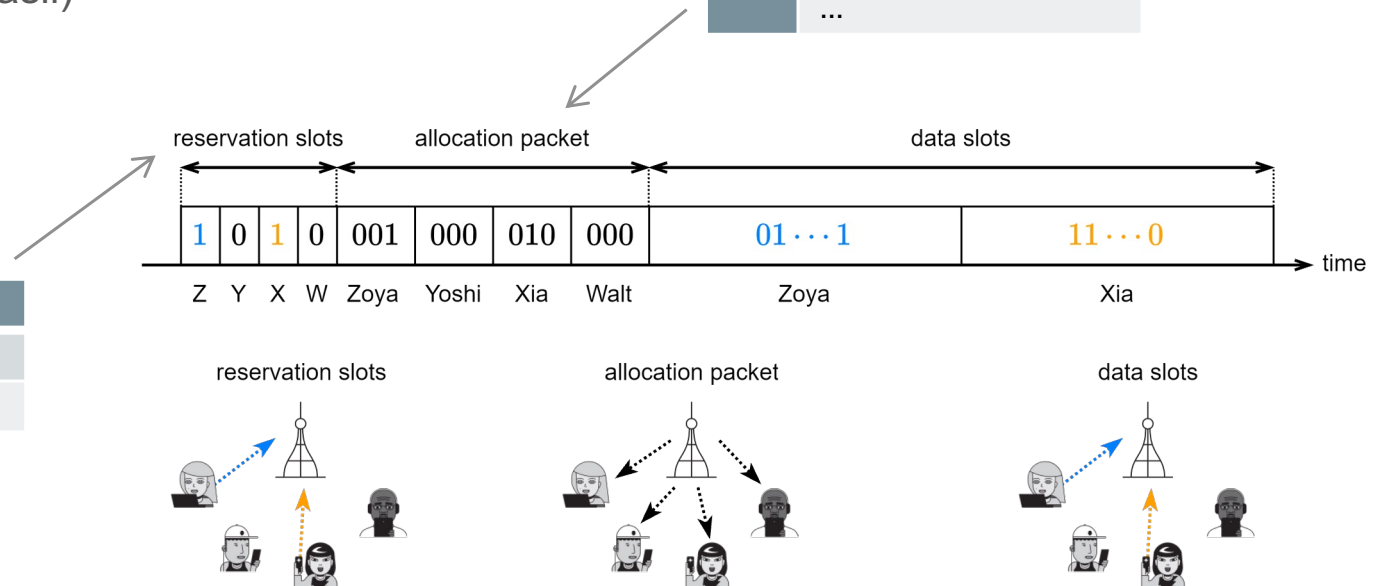 ...
reservation slots allocation packet data slots
1 0 1 0 001 000 010 000 01⋯1 11⋯0
time
Z Y X W Zoya Yoshi Xia Walt Zoya Xia
reservation slots allocation packet data slots